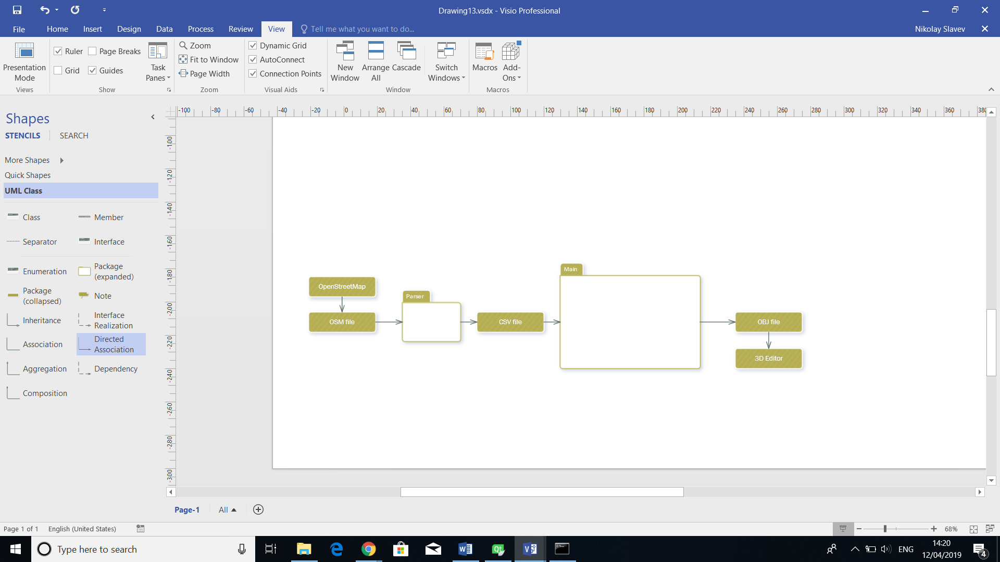 Drawing13.vsdx - Visio Professional
File Home Insert Design Data Process Review View Tell me what you want to do... Nikolay Slavev
Presentation Mode
Views
Ruler Page Breaks
Grid Guides
Task Panes
Show
Zoom
Fit to Window
Page Width
Zoom
Dynamic Grid
AutoConnect
Connection Points
Visual Aids
New Window
Arrange All
Cascade
Switch Windows
Window
Macros
Add-Ons
Macros
Shapes
STENCILS SEARCH
More Shapes
Quick Shapes
UML Class
Class Member
Separator Interface
Enumeration Package (expanded)
Package (collapsed) Note
Inheritance Interface Realization
Association Directed Association
Aggregation Dependency
Composition
-100 -80 -60 -40 -20 0 20 40 60 80 100 120 140 160 180 200 220 240 260 280 300 320 340 360 380
-100
-120
-140
-160
-180
-200
-220
-240
-260
-280
-300
Main
OpenStreetMap
Parser
OSM file
CSV file
OBJ file
3D Editor
Page-1 All
Page 1 of 1 English (United States) 68%
Type here to search
ENG
14:20
12/04/2019
4